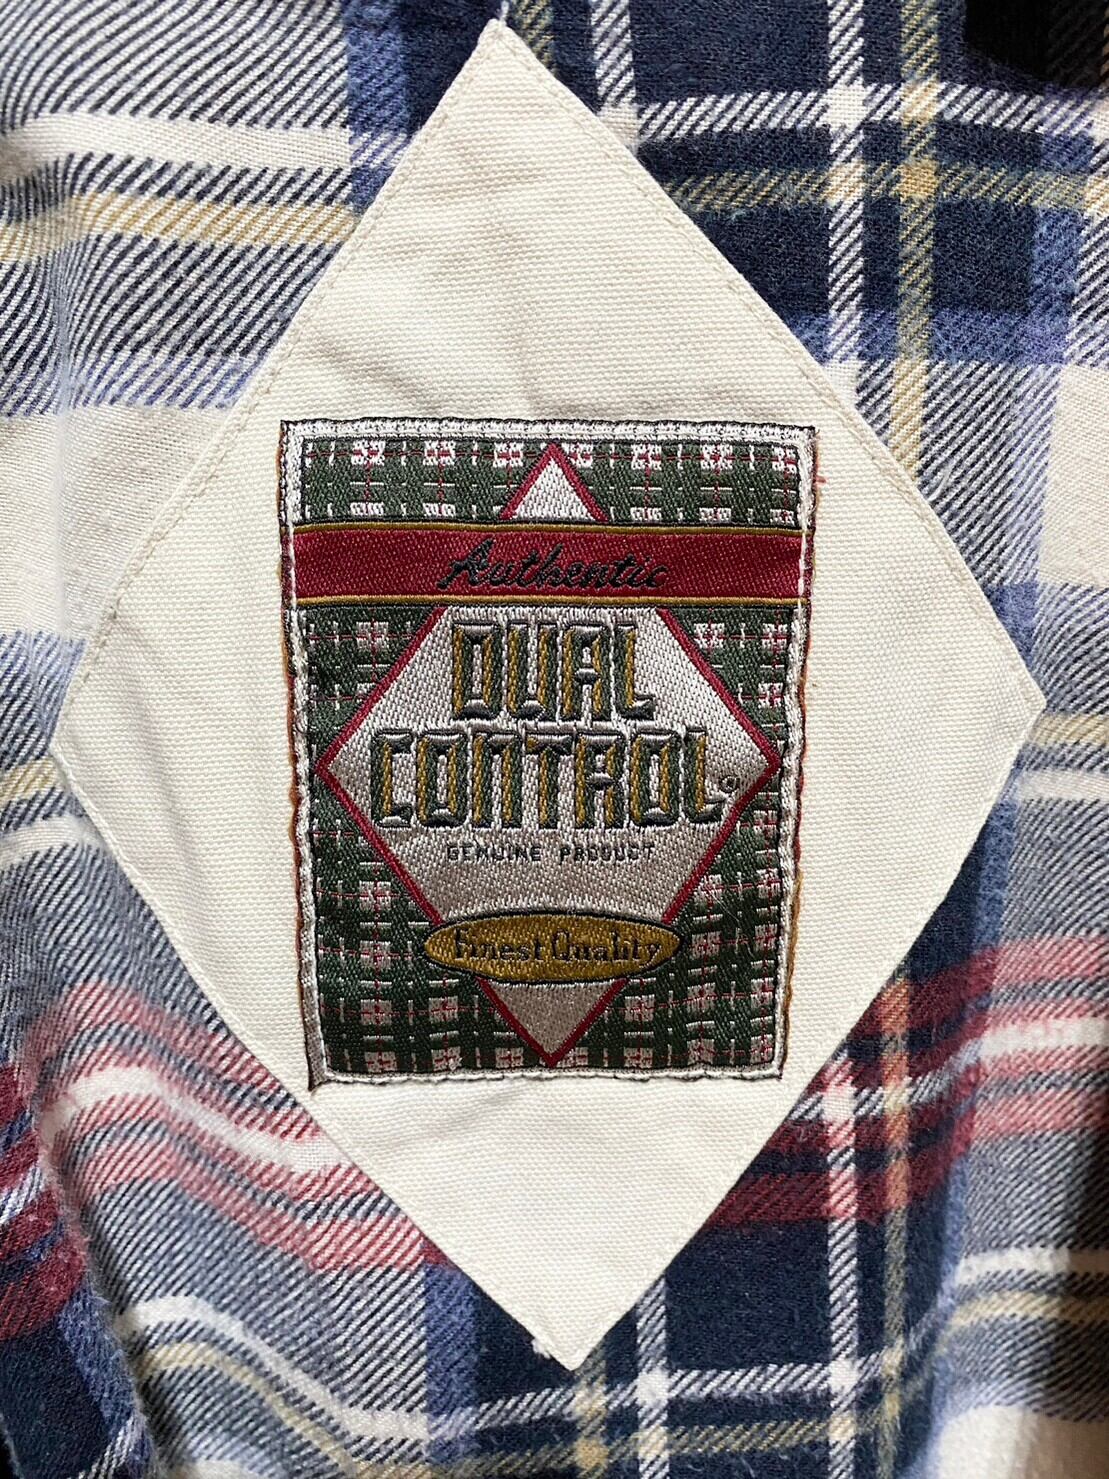 Authentic
DUAL
CONTROL®
GENUINE PRODUCT
Finest Quality